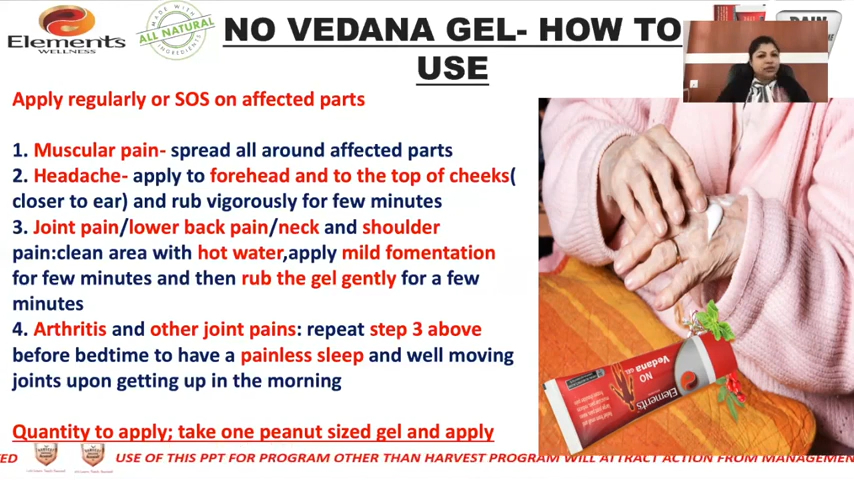 Elements
WELLNESS
MADE WITH
ALL NATURAL
INGREDIENTS
NO VEDANA GEL- HOW TO
USE
Apply regularly or SOS on affected parts
1. Muscular pain- spread all around affected parts
2. Headache- apply to forehead and to the top of cheeks(
closer to ear) and rub vigorously for few minutes
3. Joint pain/lower back pain/neck and shoulder
pain:clean area with hot water,apply mild fomentation
for few minutes and then rub the gel gently for a few
minutes
4. Arthritis and other joint pains: repeat step 3 above
before bedtime to have a painless sleep and well moving
joints upon getting up in the morning
Quantity to apply; take one peanut sized gel and apply
NO
Vedana GEL
Elements
TED
USE OF THIS PPT FOR PROGRAM OTHER THAN HARVEST PROGRAM WILL ATTRACT ACTION FROM MANAGEMEN